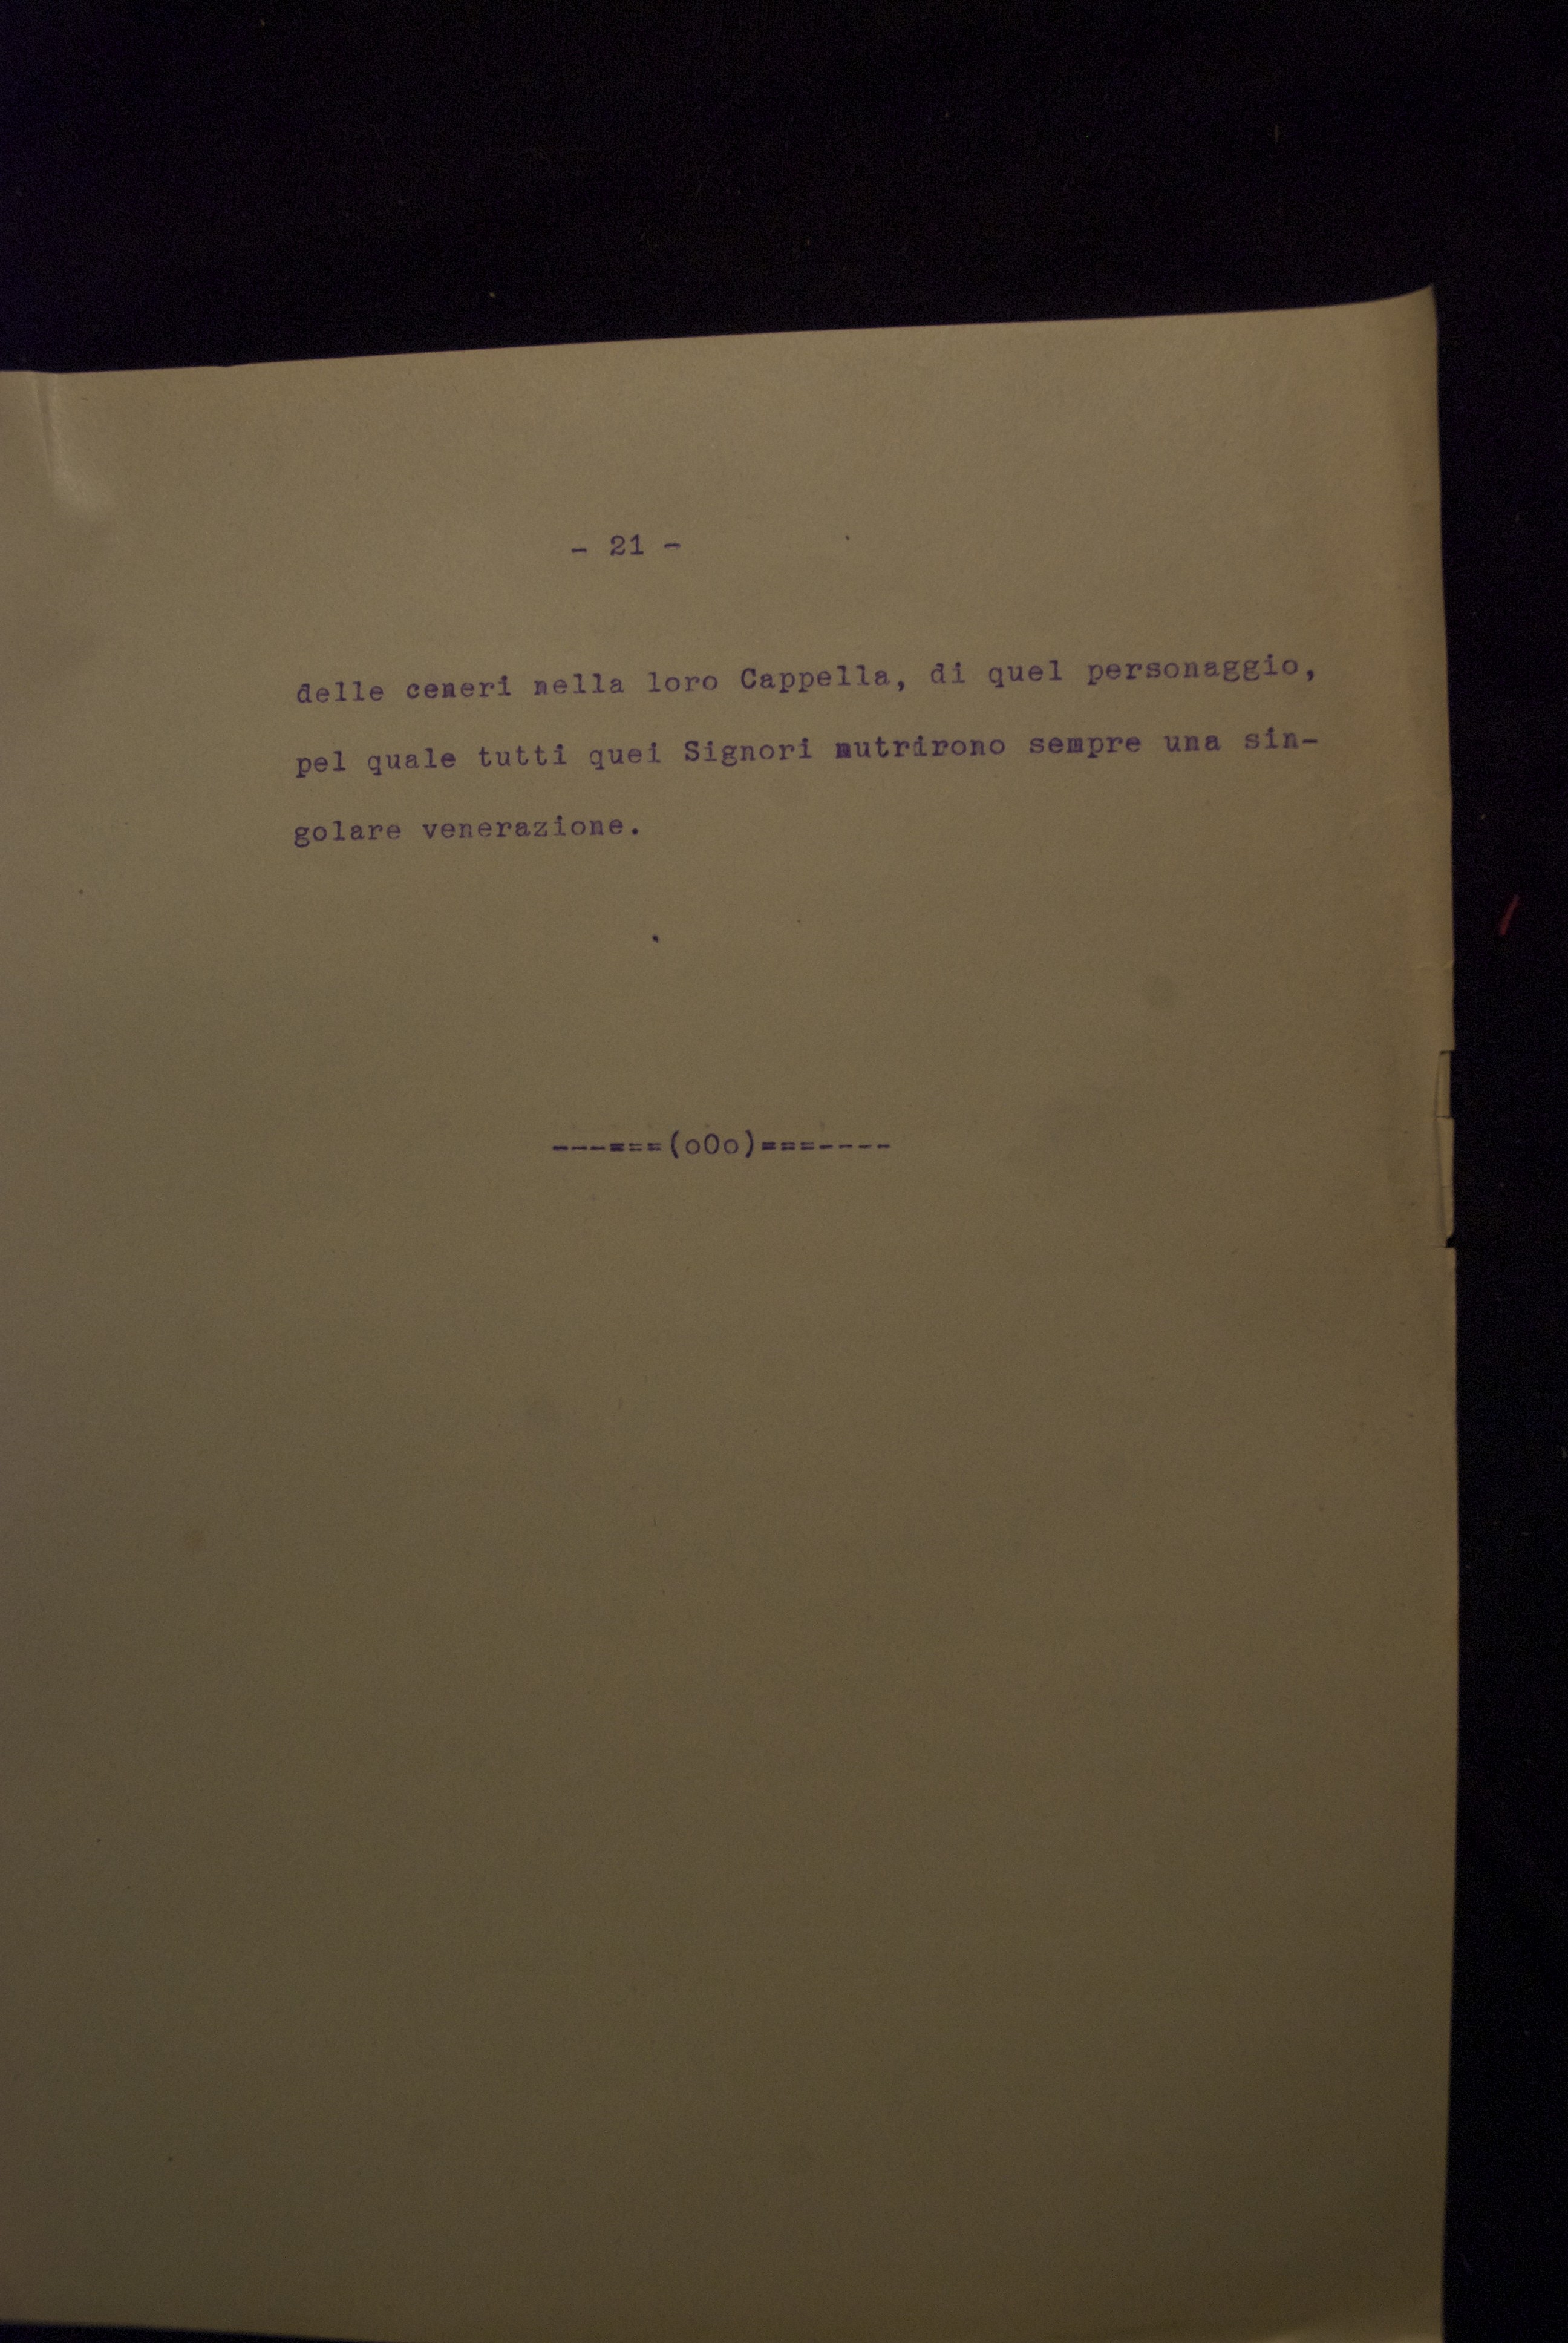 - 21 -
delle ceneri nella loro Cappella, di quel personaggio,
pel quale tutti quei Signori nutrirono sempre una sin-
golare venerazione.
---===(oOo)===----